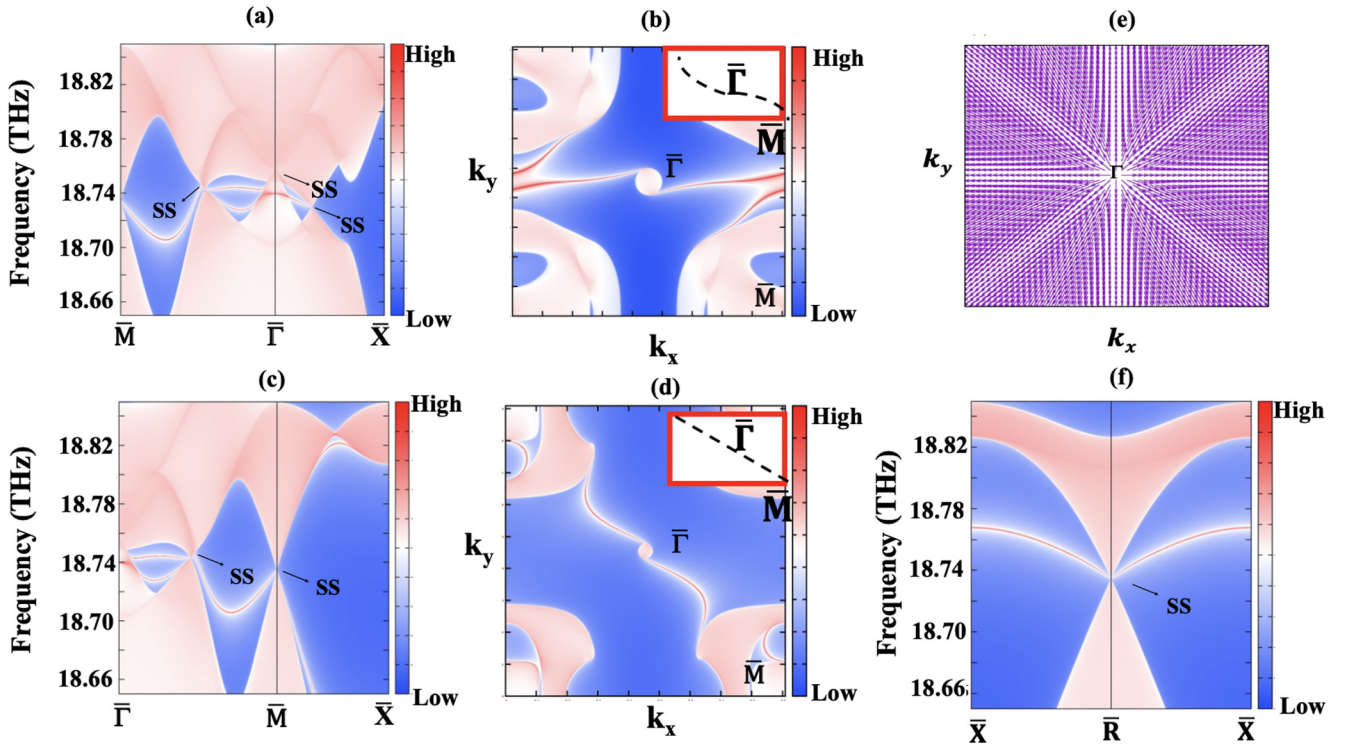 (a)
High
Frequency (THz)
18.82
18.78
18.74
18.70
18.66
SS
SS
SS
Low
M̅
Γ̅
X̅
(b)
High
k_y
Γ̅
M̅
Γ̅
M̅
Low
k_x
(e)
k_y
Γ
k_x
(c)
High
Frequency (THz)
18.82
18.78
18.74
18.70
18.66
SS
SS
Low
Γ̅
M̅
X̅
(d)
High
k_y
Γ̅
M̅
Γ̅
M̅
Low
k_x
(f)
High
Frequency (THz)
18.82
18.78
18.74
18.70
18.66
SS
Low
X̅
R̅
X̅